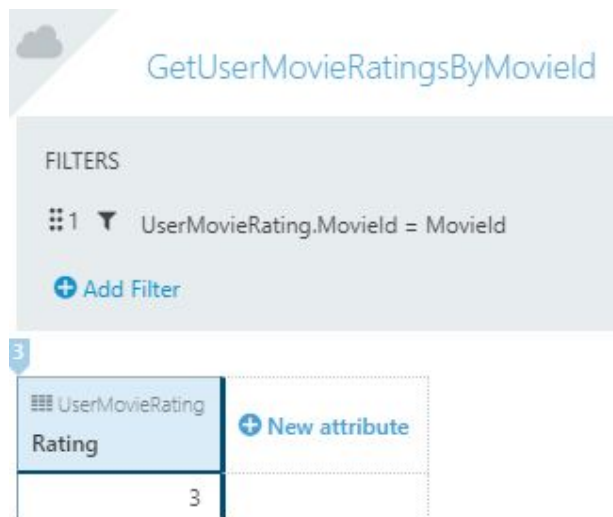 GetUserMovieRatingsByMovieId
FILTERS
1 UserMovieRating.MovieId = MovieId
Add Filter
3
UserMovieRating
Rating
New attribute
3